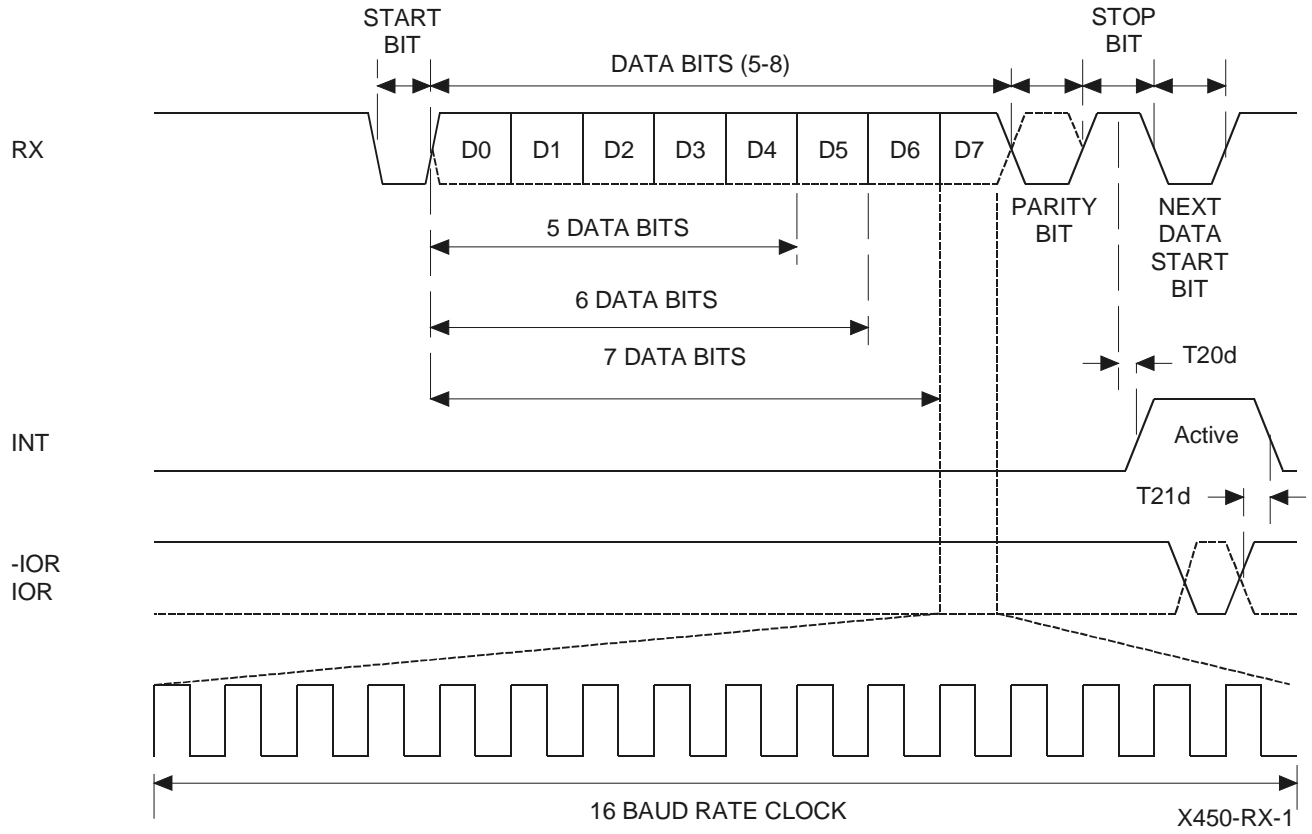 START
BIT
STOP
BIT
DATA BITS (5-8)
RX
D0
D1
D2
D3
D4
D5
D6
D7
PARITY
BIT
NEXT
DATA
START
BIT
5 DATA BITS
6 DATA BITS
7 DATA BITS
T20d
INT
Active
T21d
-IOR
IOR
16 BAUD RATE CLOCK
X450-RX-1